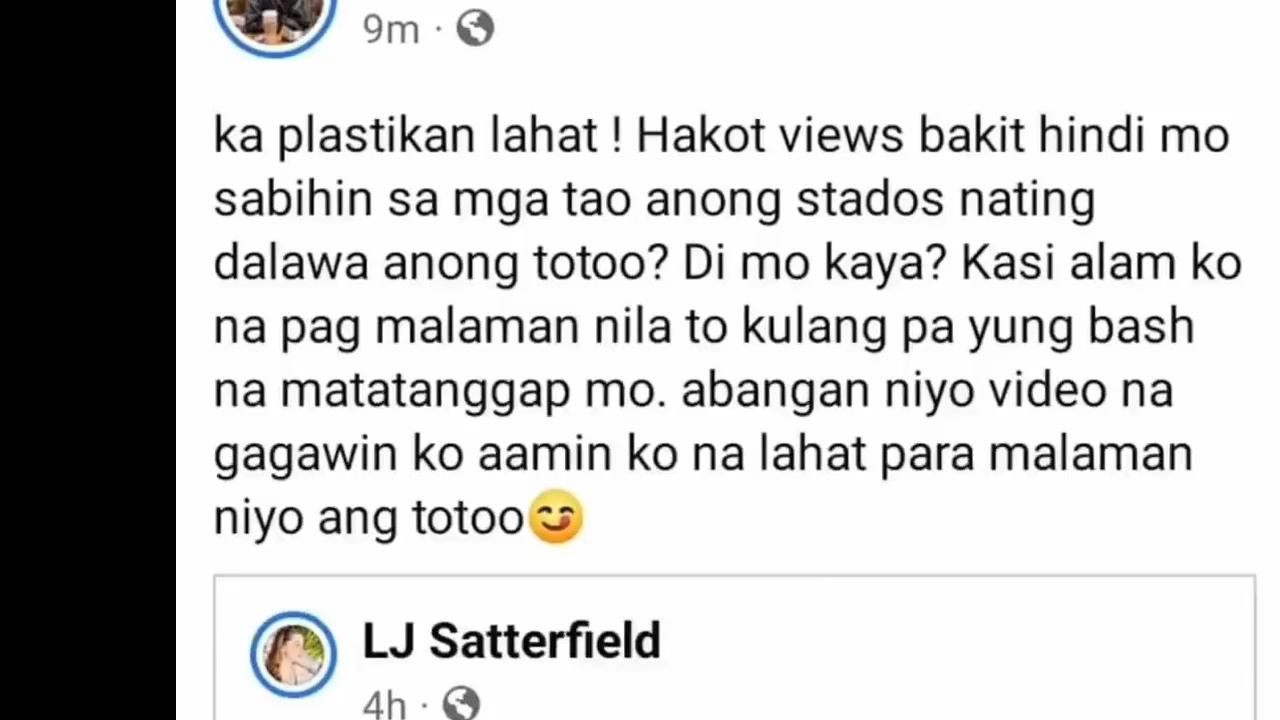 9m ·
ka plastikan lahat ! Hakot views bakit hindi mo
sabihin sa mga tao anong stados nating
dalawa anong totoo? Di mo kaya? Kasi alam ko
na pag malaman nila to kulang pa yung bash
na matatanggap mo. abangan niyo video na
gagawin ko aamin ko na lahat para malaman
niyo ang totoo😋
LJ Satterfield
4h ·